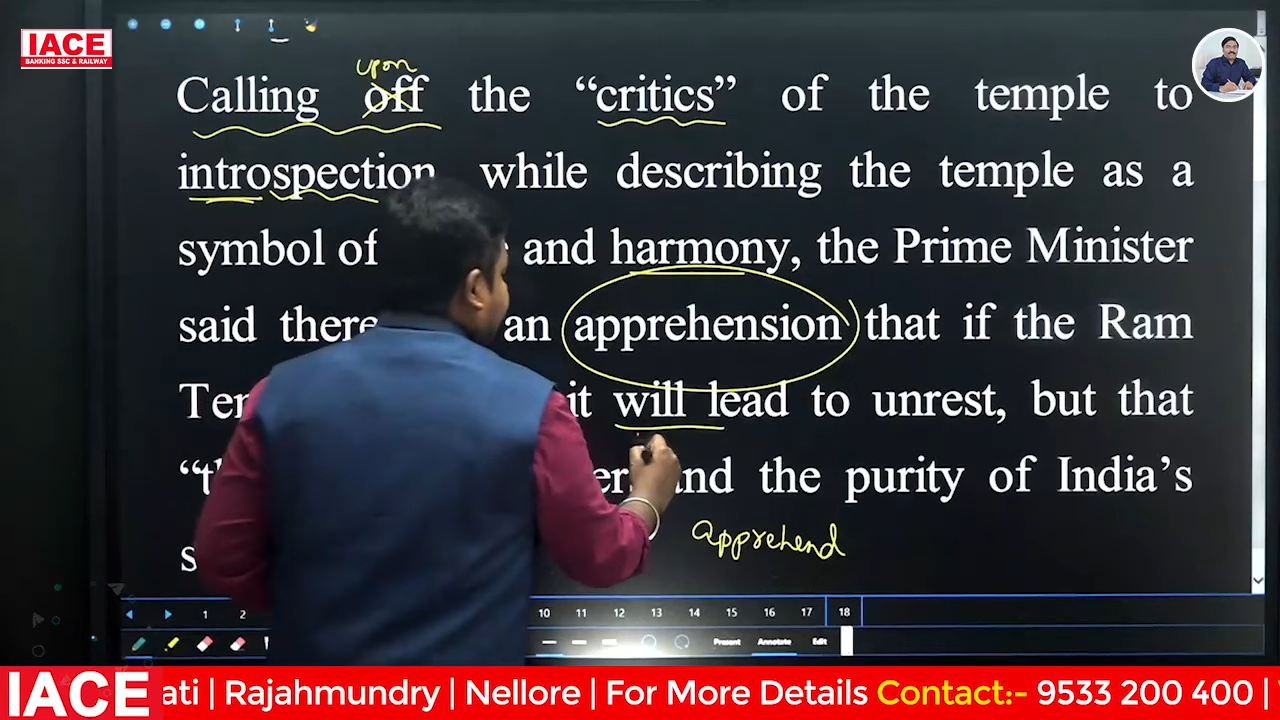 IACE
BANKING SSC & RAILWAY
upon
Calling off the “critics” of the temple to
introspection while describing the temple as a
symbol of and harmony, the Prime Minister
said there an apprehension that if the Ram
it will lead to unrest, but that
and the purity of India’s
apprehend
1 2 10 11 12 13 14 15 16 17 18
Present Annotate Edit
IACE ati | Rajahmundry | Nellore | For More Details Contact:- 9533 200 400 |